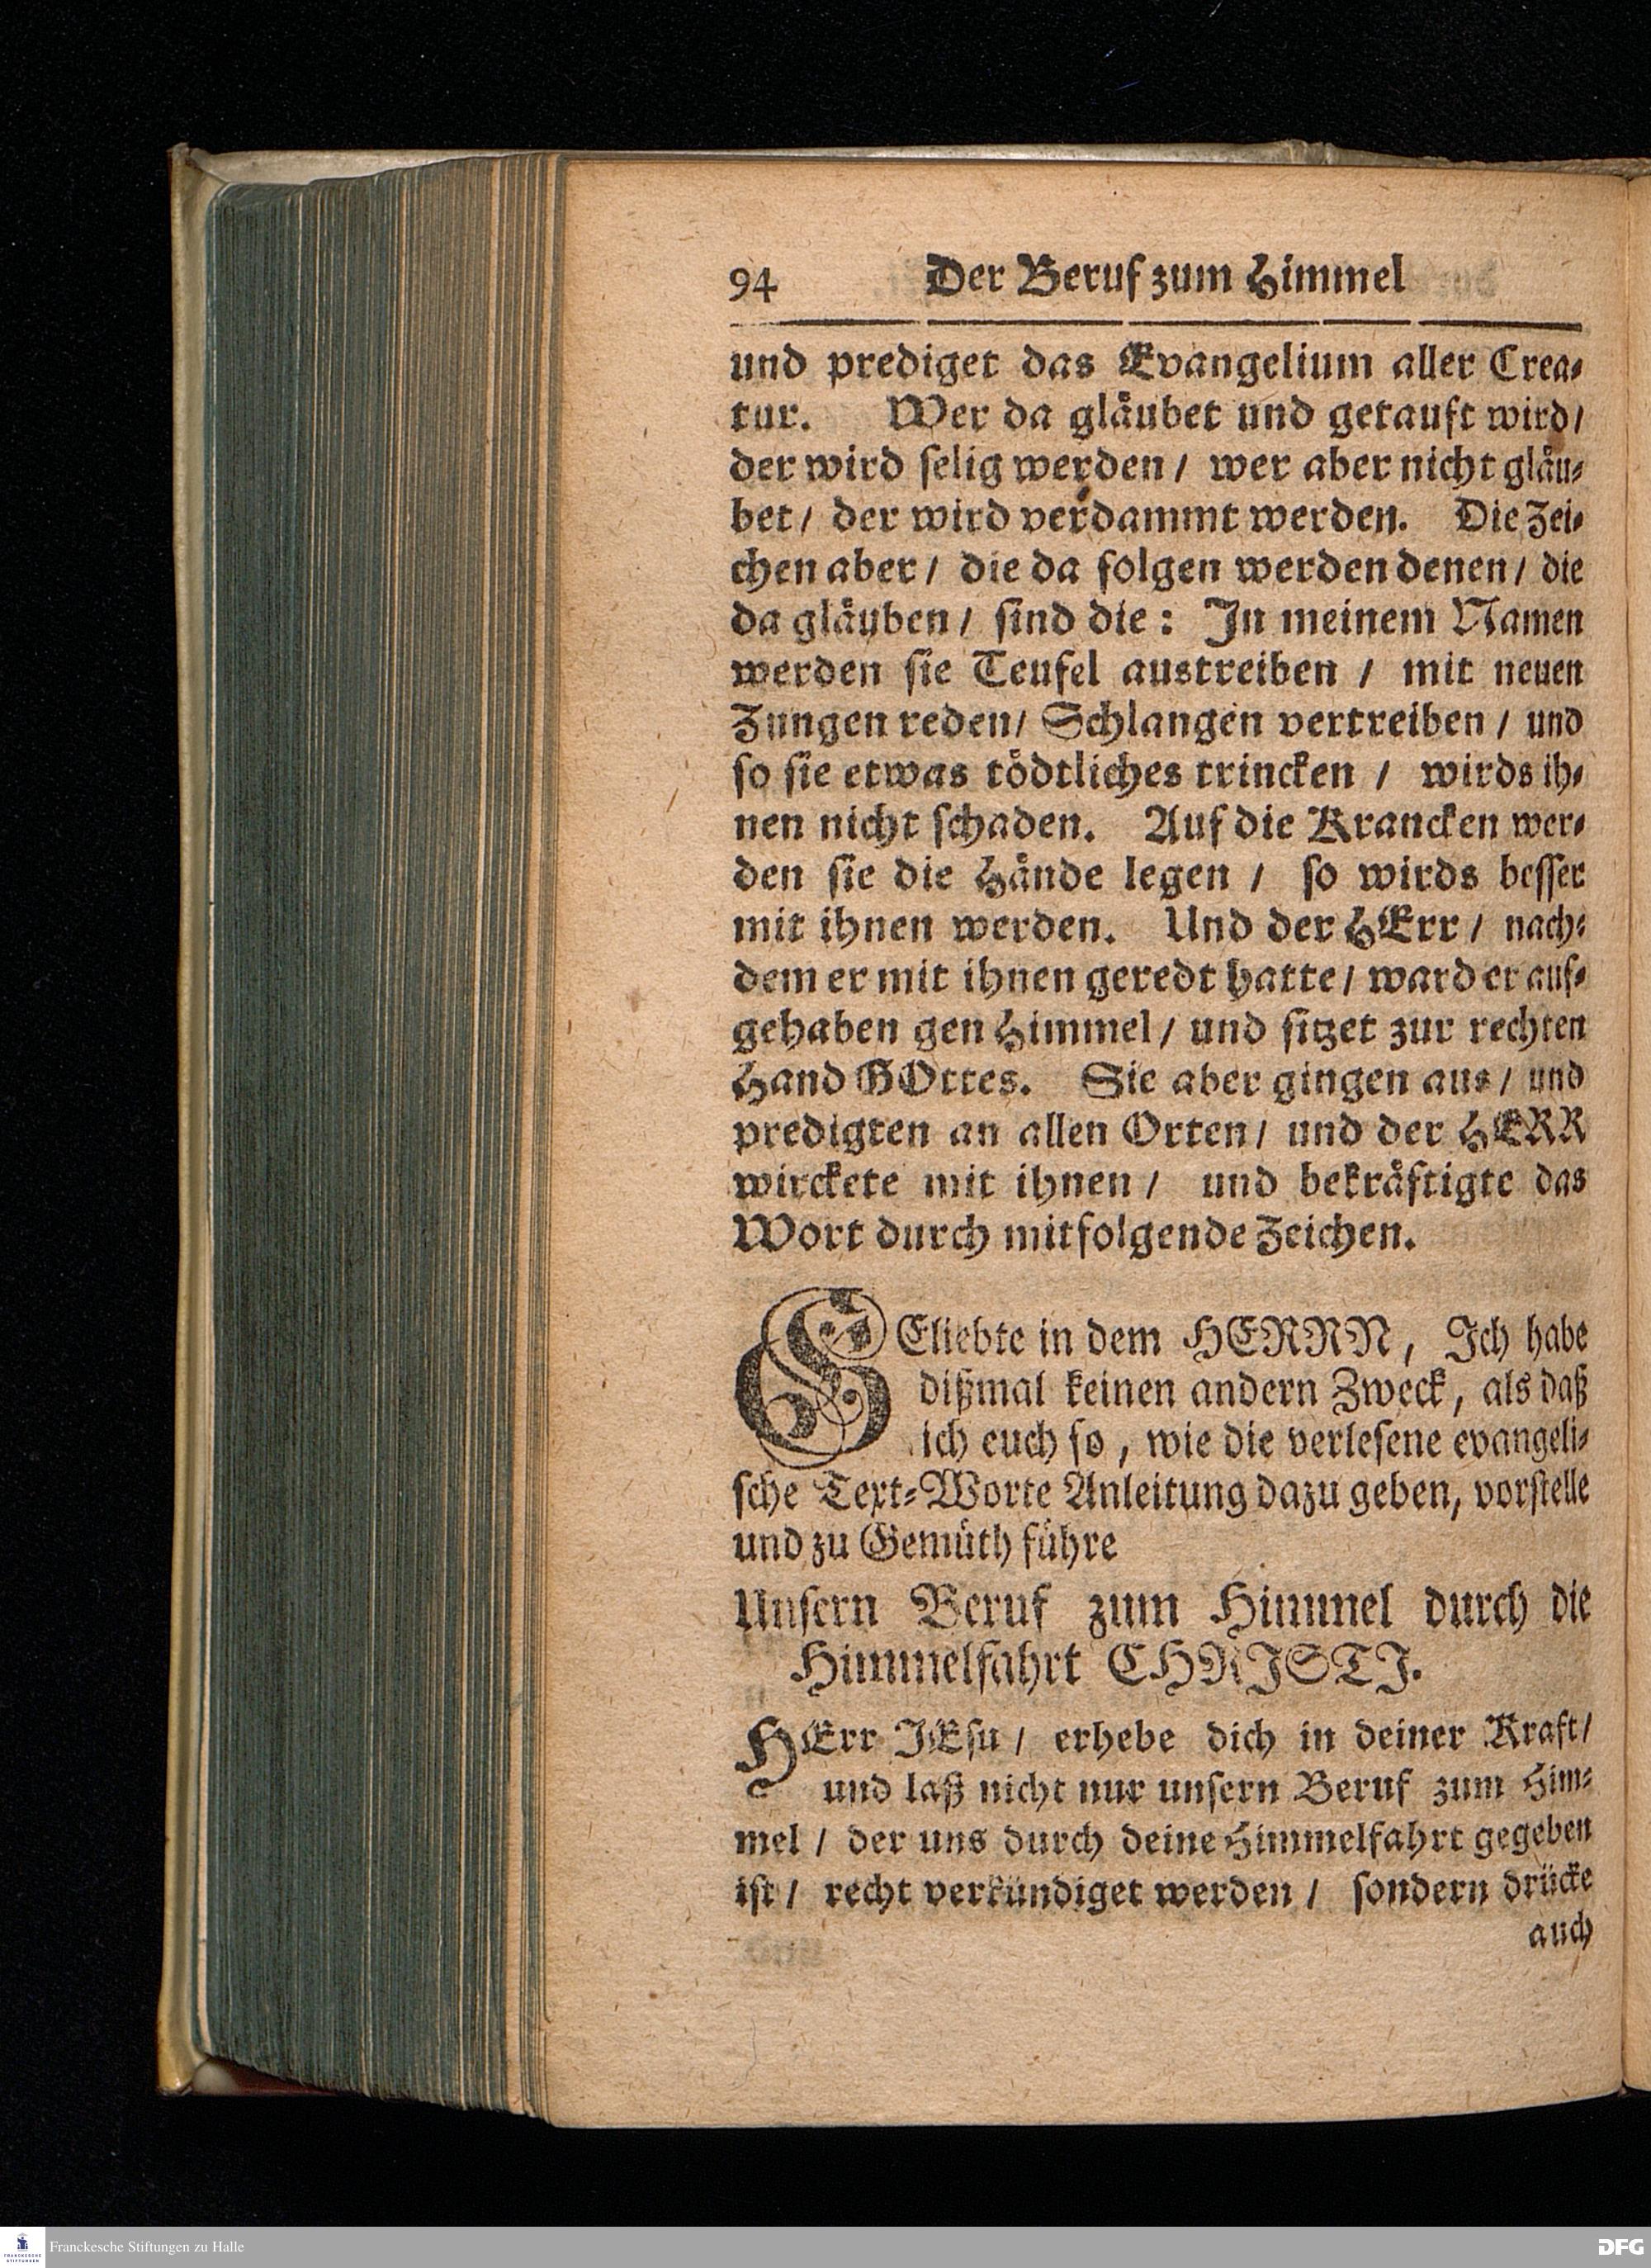 94 Der Beruf zum Himmel
und prediget das Evangelium aller Crea-
tur. Wer da gläubet und getauft wird/
der wird selig werden/ wer aber nicht gläu-
bet/ der wird verdammt werden. Die Zei-
chen aber/ die da folgen werden denen/ die
da gläuben/ sind die: In meinem Namen
werden sie Teufel austreiben / mit neuen
Zungen reden/ Schlangen vertreiben / und
so sie etwas tödtliches trincken / wirds ih-
nen nicht schaden. Auf die Krancken wer-
den sie die Hände legen / so wirds besser
mit ihnen werden. Und der HErr / nach-
dem er mit ihnen geredt hatte/ ward er auf-
gehaben gen Himmel/ und sitzet zur rechten
Hand GOttes. Sie aber gingen aus/ und
predigten an allen Orten/ und der HERR
wirckete mit ihnen / und bekräftigte das
Wort durch mitfolgende Zeichen.
GEliebte in dem HERRN, Ich habe
dißmal keinen andern Zweck, als daß
ich euch so, wie die verlesene evangeli-
sche Text-Worte Anleitung dazu geben, vorstelle
und zu Gemüth führe
Unsern Beruf zum Himmel durch die
Himmelfahrt CHRISTI.
HErr JEsu / erhebe dich in deiner Kraft/
und laß nicht nur unsern Beruf zum Him-
mel / der uns durch deine Himmelfahrt gegeben
ist / recht verkündiget werden / sondern drücke
auch
FRANCKESCHE STIFTUNGEN
Franckesche Stiftungen zu Halle
DFG